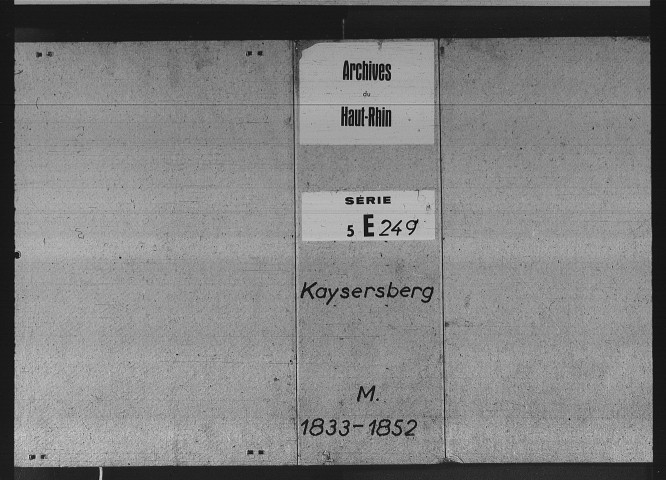 Archives
du
Haut-Rhin
SÉRIE
5 E 249
Kaysersberg
M.
1833-1852